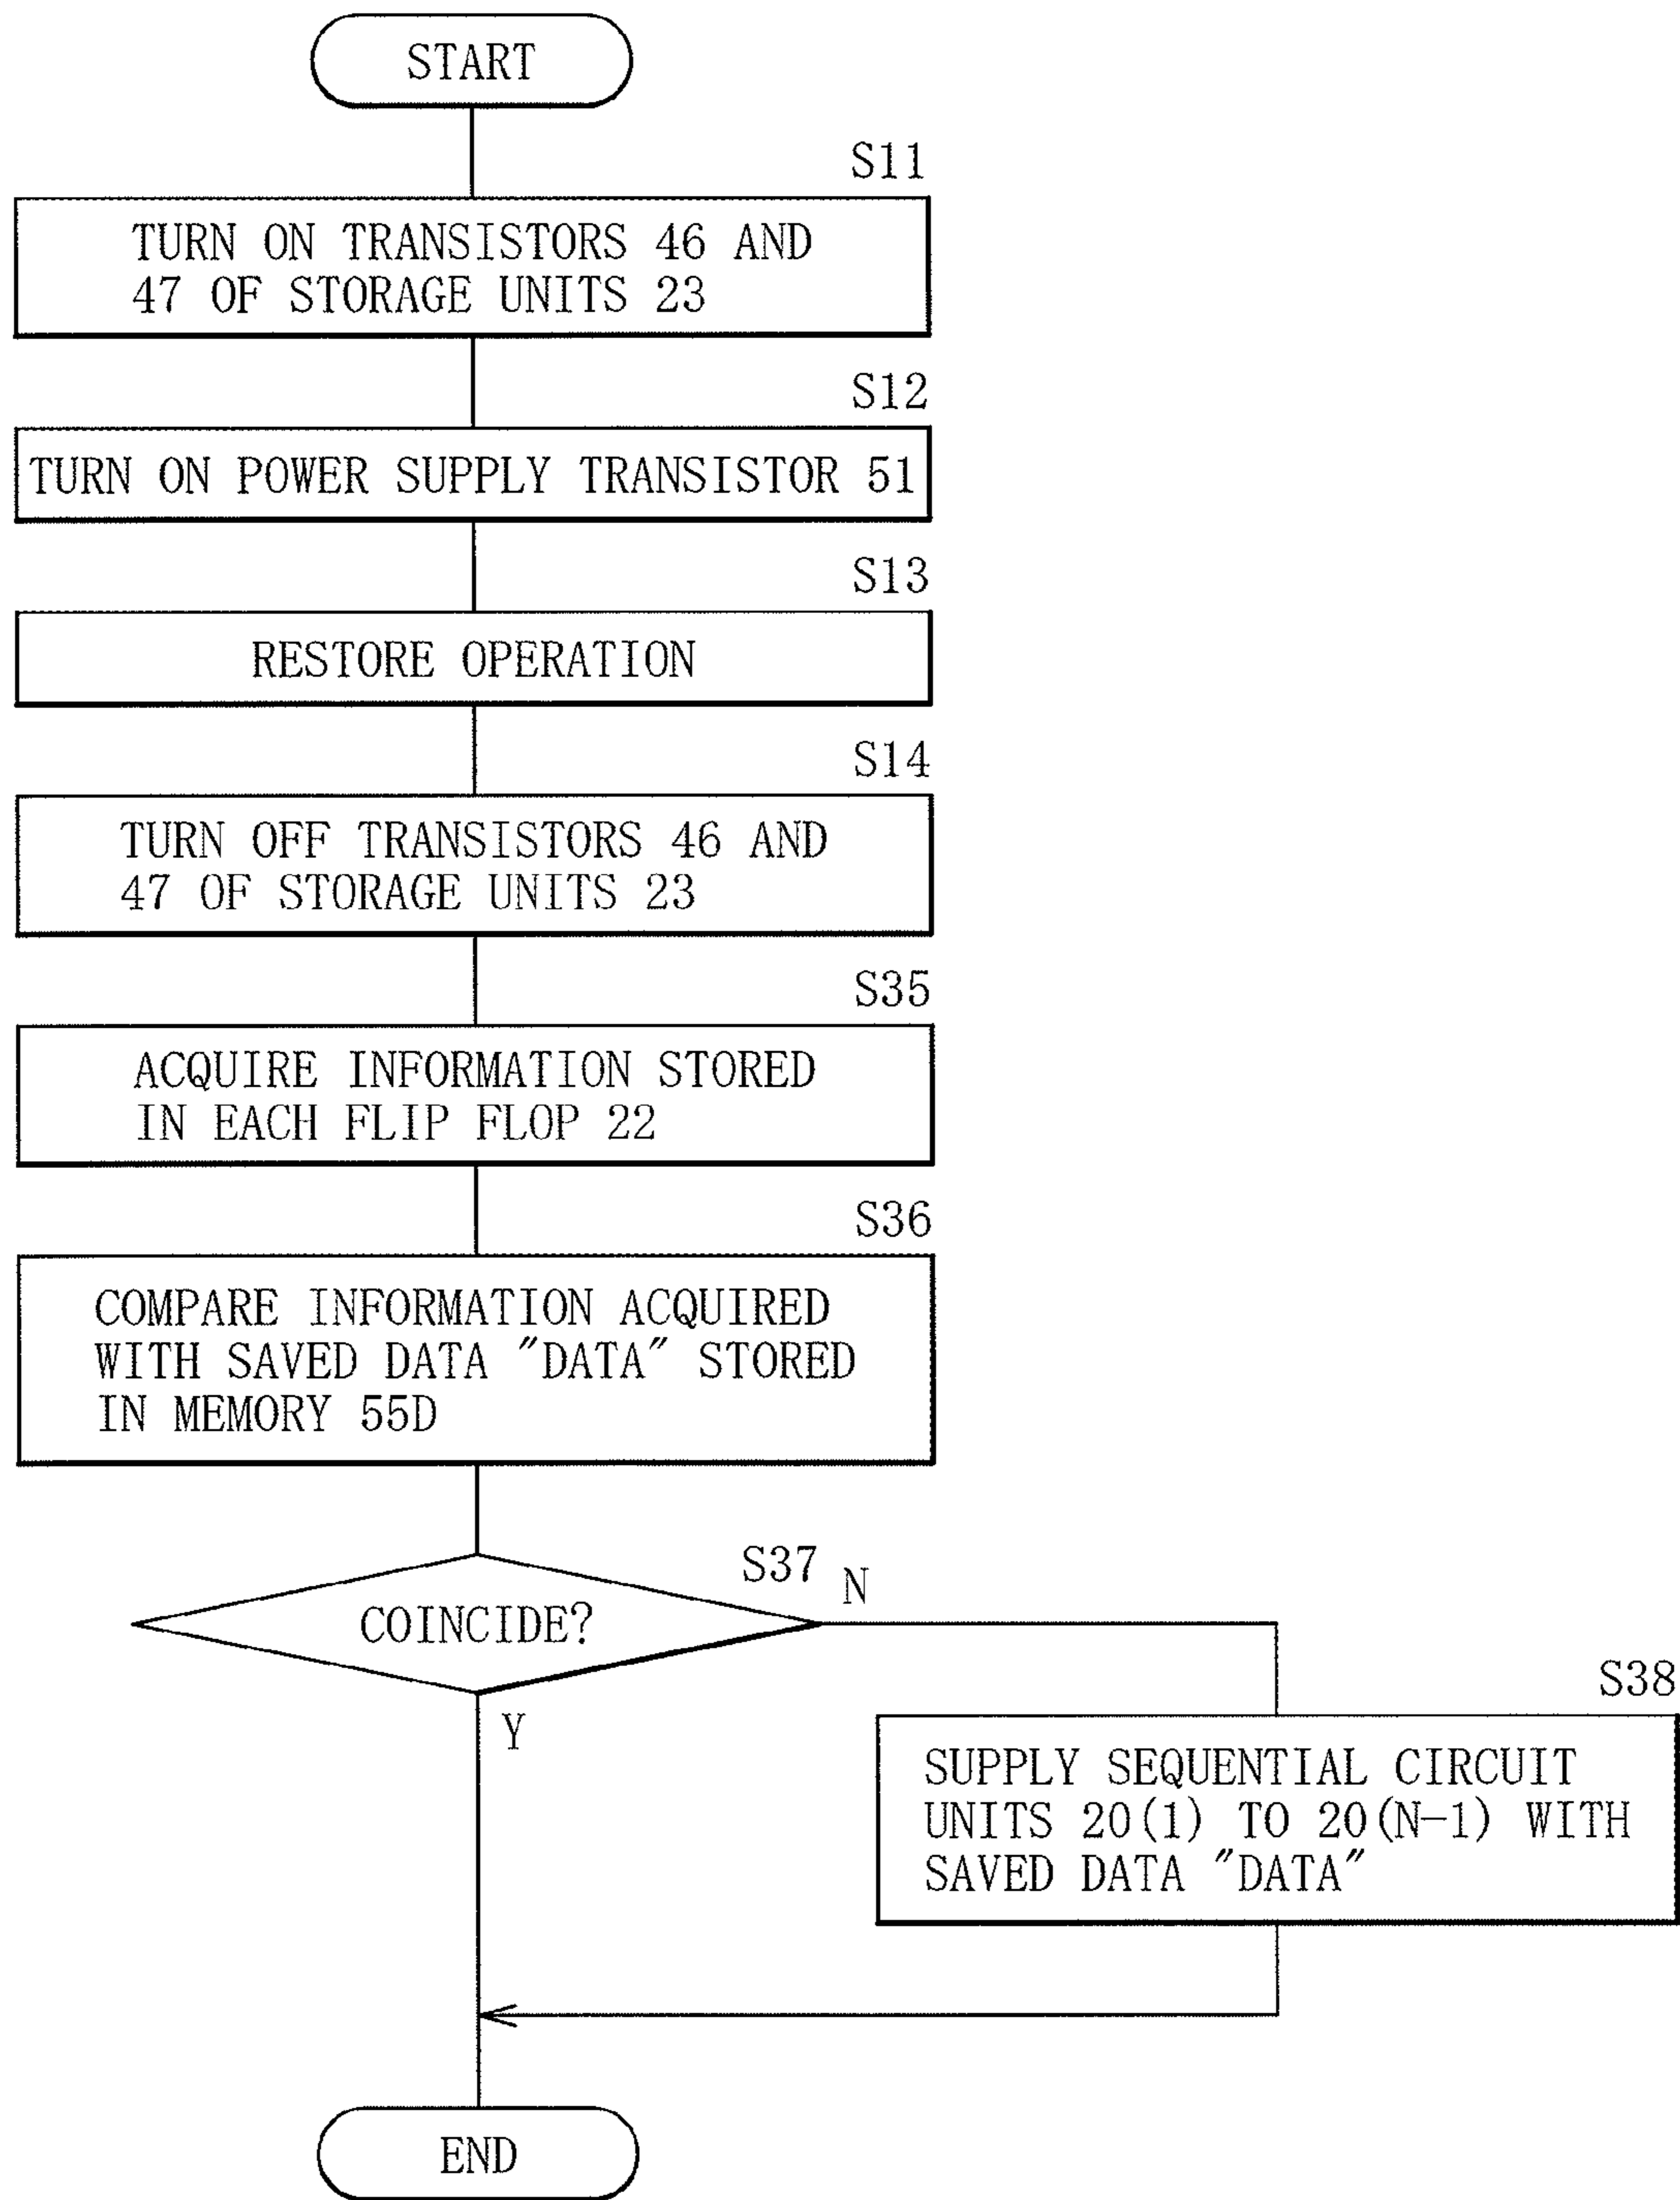 START
S11
TURN ON TRANSISTORS 46 AND
47 OF STORAGE UNITS 23
S12
TURN ON POWER SUPPLY TRANSISTOR 51
S13
RESTORE OPERATION
S14
TURN OFF TRANSISTORS 46 AND
47 OF STORAGE UNITS 23
S35
ACQUIRE INFORMATION STORED
IN EACH FLIP FLOP 22
S36
COMPARE INFORMATION ACQUIRED
WITH SAVED DATA "DATA" STORED
IN MEMORY 55D
S37
N
COINCIDE?
Y
S38
SUPPLY SEQUENTIAL CIRCUIT
UNITS 20(1) TO 20(N-1) WITH
SAVED DATA "DATA"
END